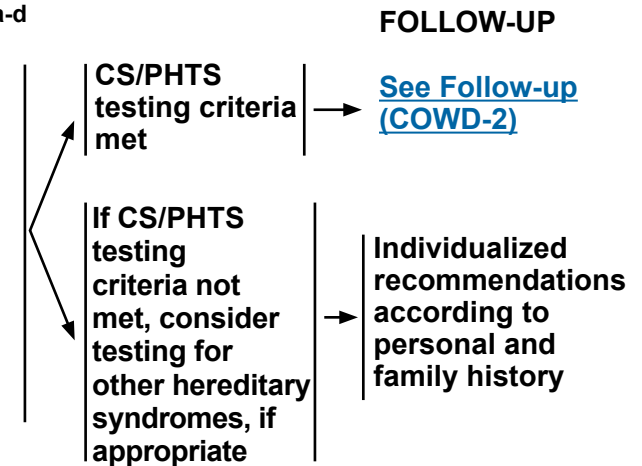 a-d
FOLLOW-UP
CS/PHTS
testing criteria
met
See Follow-up
(COWD-2)
If CS/PHTS
testing
criteria not
met, consider
testing for
other hereditary
syndromes, if
appropriate
Individualized
recommendations
according to
personal and
family history